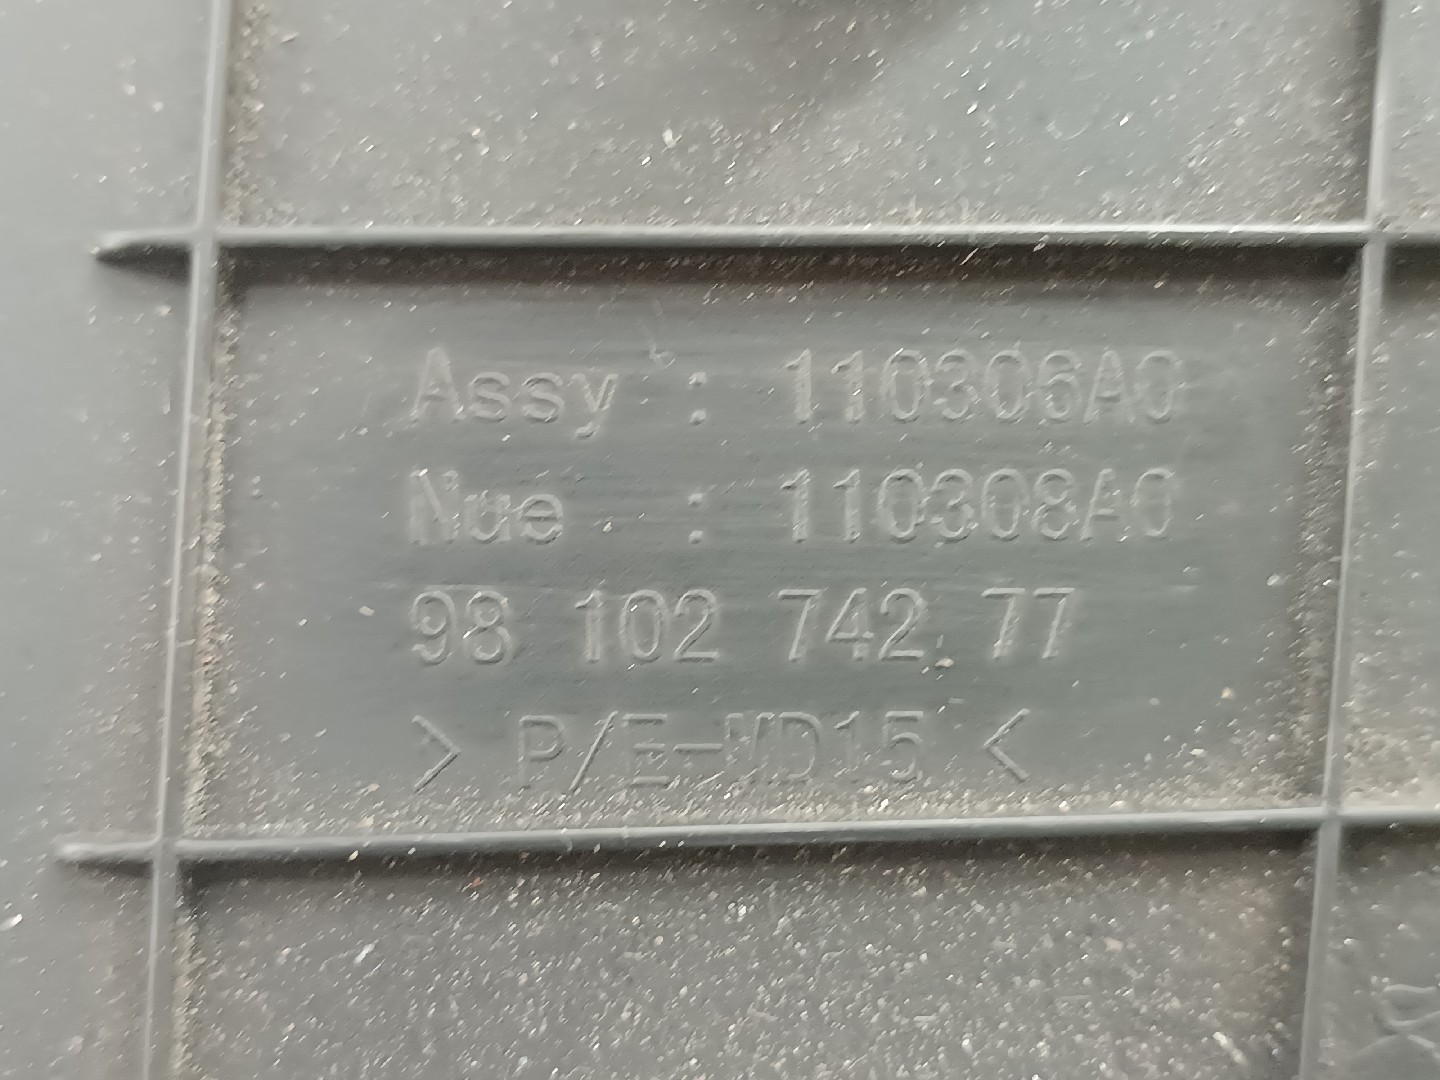 Assy : 110306A0
Nue : 110308A0
98 102 742 77
> P/E-MD15 <